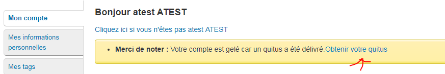 Bonjour atest ATEST
Mon compte
Cliquez ici si vous n'êtes pas atest ATEST
Mes informations personnelles
• Merci de noter : Votre compte est gelé car un quitus a été délivré.Obtenir votre quitus
Mes tags